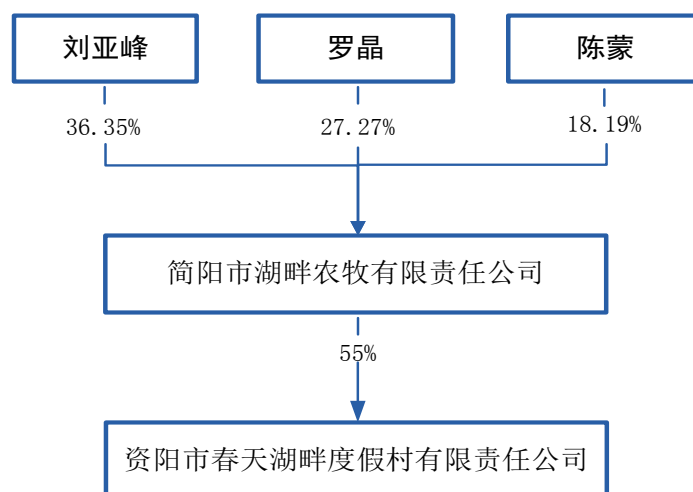 刘亚峰
罗晶
陈蒙
36.35%
27.27%
18.19%
简阳市湖畔农牧有限责任公司
55%
资阳市春天湖畔度假村有限责任公司